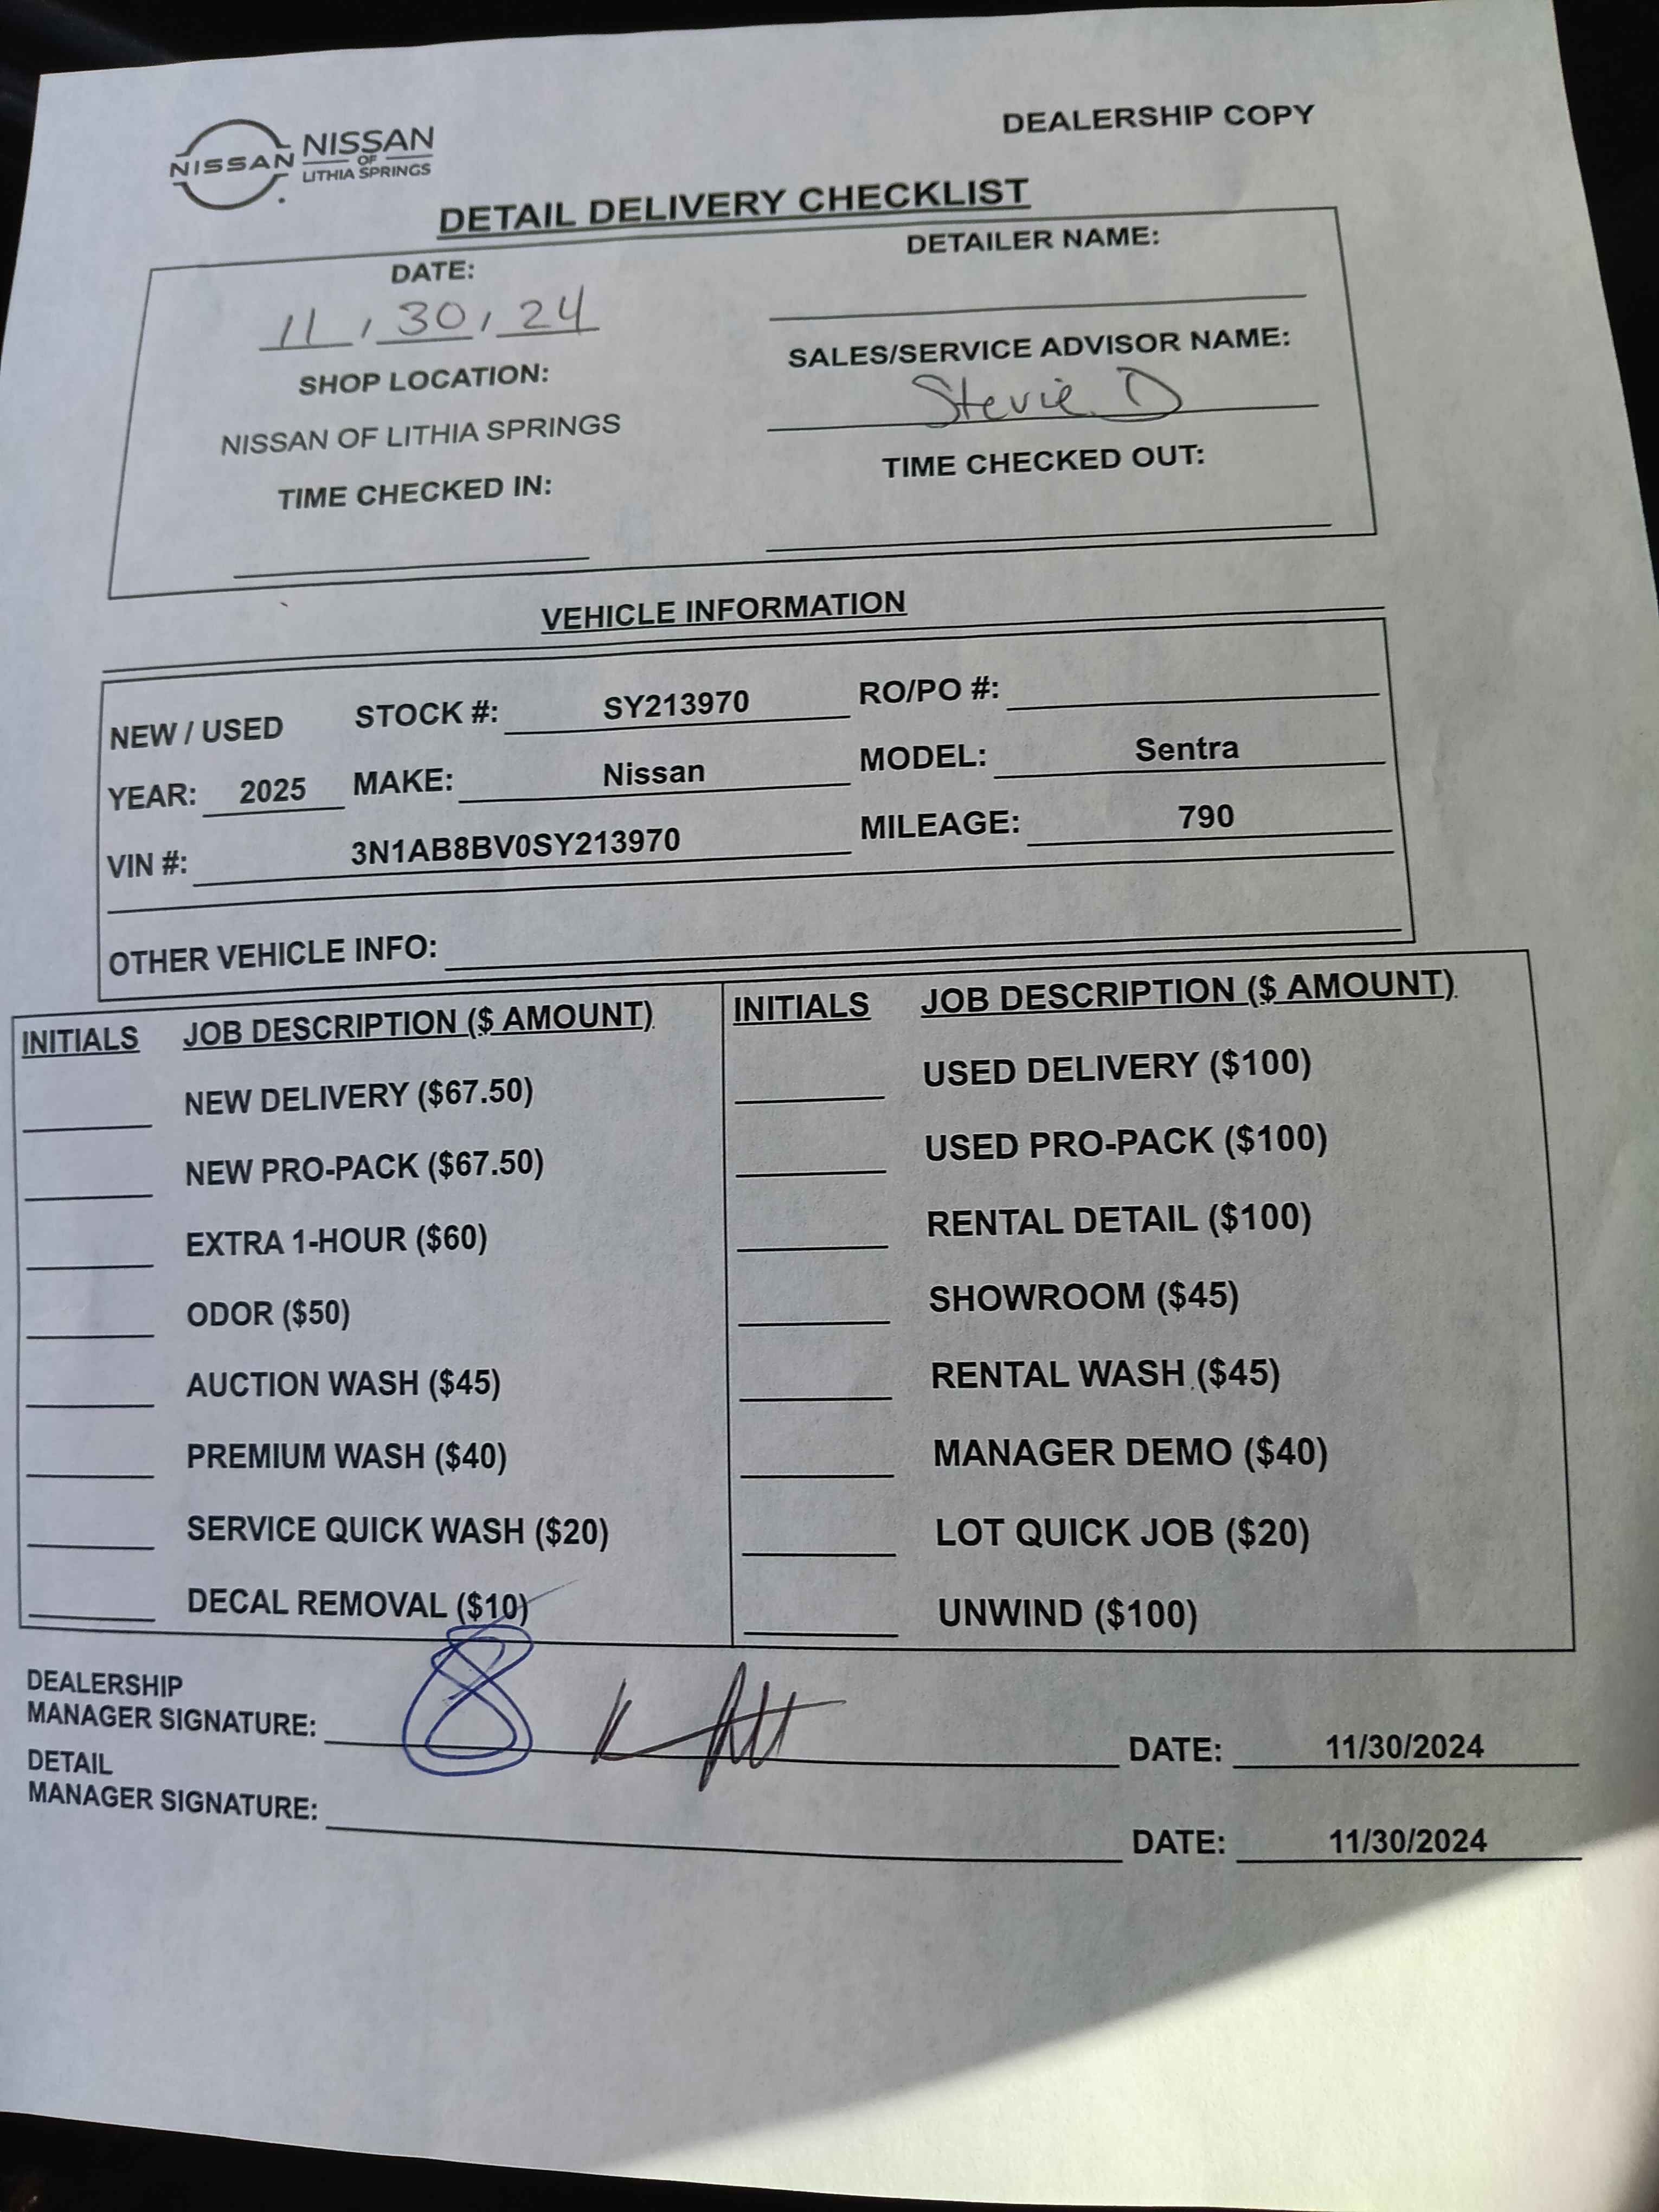 DEALERSHIP COPY
NISSAN NISSAN
OF
LITHIA SPRINGS
DETAIL DELIVERY CHECKLIST
DATE: DETAILER NAME:
11, 30, 24
SHOP LOCATION: SALES/SERVICE ADVISOR NAME:
NISSAN OF LITHIA SPRINGS Stevie D
TIME CHECKED IN: TIME CHECKED OUT:
VEHICLE INFORMATION
NEW / USED STOCK #: SY213970 RO/PO #:
YEAR: 2025 MAKE: Nissan MODEL: Sentra
VIN #: 3N1AB8BV0SY213970 MILEAGE: 790
OTHER VEHICLE INFO:
INITIALS JOB DESCRIPTION ($ AMOUNT) INITIALS JOB DESCRIPTION ($ AMOUNT)
NEW DELIVERY ($67.50) USED DELIVERY ($100)
NEW PRO-PACK ($67.50) USED PRO-PACK ($100)
EXTRA 1-HOUR ($60) RENTAL DETAIL ($100)
ODOR ($50) SHOWROOM ($45)
AUCTION WASH ($45) RENTAL WASH ($45)
PREMIUM WASH ($40) MANAGER DEMO ($40)
SERVICE QUICK WASH ($20) LOT QUICK JOB ($20)
DECAL REMOVAL ($10) UNWIND ($100)
DEALERSHIP
MANAGER SIGNATURE: DATE: 11/30/2024
DETAIL
MANAGER SIGNATURE: DATE: 11/30/2024